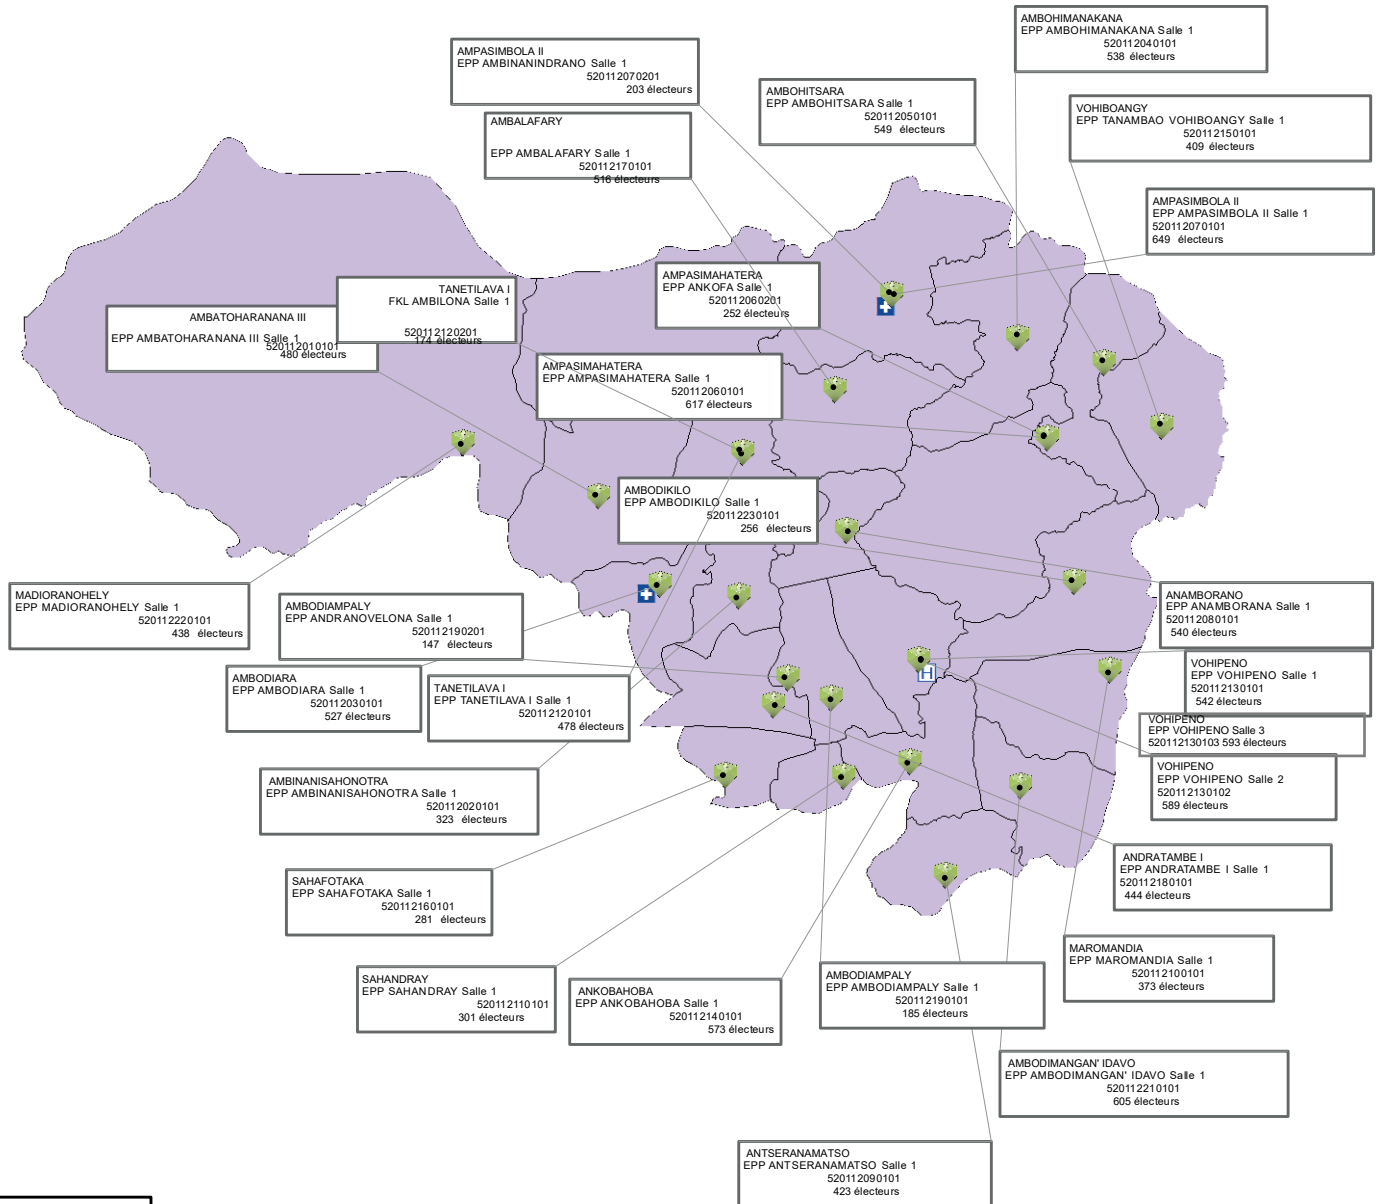 AMBOHIMANAKANA
EPP AMBOHIMANAKANA Salle 1
520112040101
538 électeurs
AMPASIMBOLA II
EPP AMBINANINDRANO Salle 1
520112070201
203 électeurs
AMBOHITSARA
EPP AMBOHITSARA Salle 1
520112050101
549 électeurs
VOHIBOANGY
EPP TANAMBAO VOHIBOANGY Salle 1
520112150101
409 électeurs
AMBALAFARY
EPP AMBALAFARY Salle 1
520112170101
516 électeurs
AMPASIMBOLA II
EPP AMPASIMBOLA II Salle 1
520112070101
649 électeurs
AMPASIMAHATERA
EPP ANKOFA Salle 1
520112060201
252 électeurs
TANETILAVA I
FKL AMBILONA Salle 1
520112120201
174 électeurs
AMBATOHARANANA III
EPP AMBATOHARANANA III Salle 1
520112010101
480 électeurs
AMPASIMAHATERA
EPP AMPASIMAHATERA Salle 1
520112060101
617 électeurs
AMBODIKILO
EPP AMBODIKILO Salle 1
520112230101
256 électeurs
MADIORANOHELY
EPP MADIORANOHELY Salle 1
520112220101
438 électeurs
AMBODIAMPALY
EPP ANDRANOVELONA Salle 1
520112190201
147 électeurs
ANAMBORANO
EPP ANAMBORANA Salle 1
520112080101
540 électeurs
H
VOHIPENO
EPP VOHIPENO Salle 1
520112130101
542 électeurs
AMBODIARA
EPP AMBODIARA Salle 1
520112030101
527 électeurs
TANETILAVA I
EPP TANETILAVA I Salle 1
520112120101
478 électeurs
VOHIPENO
EPP VOHIPENO Salle 3
520112130103 593 électeurs
VOHIPENO
EPP VOHIPENO Salle 2
520112130102
589 électeurs
AMBINANISAHONOTRA
EPP AMBINANISAHONOTRA Salle 1
520112020101
323 électeurs
ANDRATAMBE I
EPP ANDRATAMBE I Salle 1
520112180101
444 électeurs
SAHAFOTAKA
EPP SAHAFOTAKA Salle 1
520112160101
281 électeurs
MAROMANDIA
EPP MAROMANDIA Salle 1
520112100101
373 électeurs
SAHANDRAY
EPP SAHANDRAY Salle 1
520112110101
301 électeurs
ANKOBAHOBA
EPP ANKOBAHOBA Salle 1
520112140101
573 électeurs
AMBODIAMPALY
EPP AMBODIAMPALY Salle 1
520112190101
185 électeurs
AMBODIMANGAN' IDAVO
EPP AMBODIMANGAN' IDAVO Salle 1
520112210101
605 électeurs
ANTSERANAMATSO
EPP ANTSERANAMATSO Salle 1
520112090101
423 électeurs